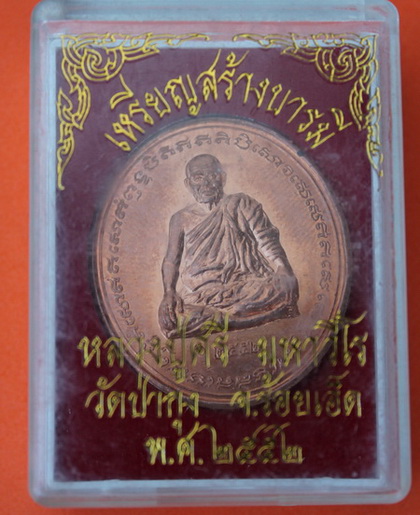 เหรียญสร้างบารมี
หลวงปู่ศรี มหาวีโร
วัดป่ากุง จ.ร้อยเอ็ด
พ.ศ.๒๕๕๒